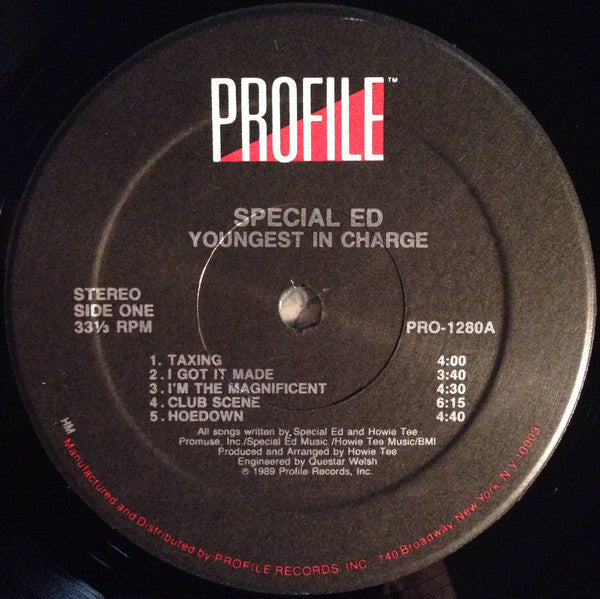 PROFILE™
SPECIAL ED
YOUNGEST IN CHARGE
STEREO
SIDE ONE
33⅓ RPM
PRO-1280A
1. TAXING 4:00
2. I GOT IT MADE 3:40
3. I'M THE MAGNIFICENT 4:30
4. CLUB SCENE 6:15
5. HOEDOWN 4:40
All songs written by Special Ed and Howie Tee
Promuse, Inc./Special Ed Music /Howie Tee Music/BMI
Produced and Arranged by Howie Tee
Engineered by Questar Welsh
℗ 1989 Profile Records, Inc.
HM
Manufactured and Distributed by PROFILE RECORDS, INC. 740 Broadway, New York, N.Y. 10003